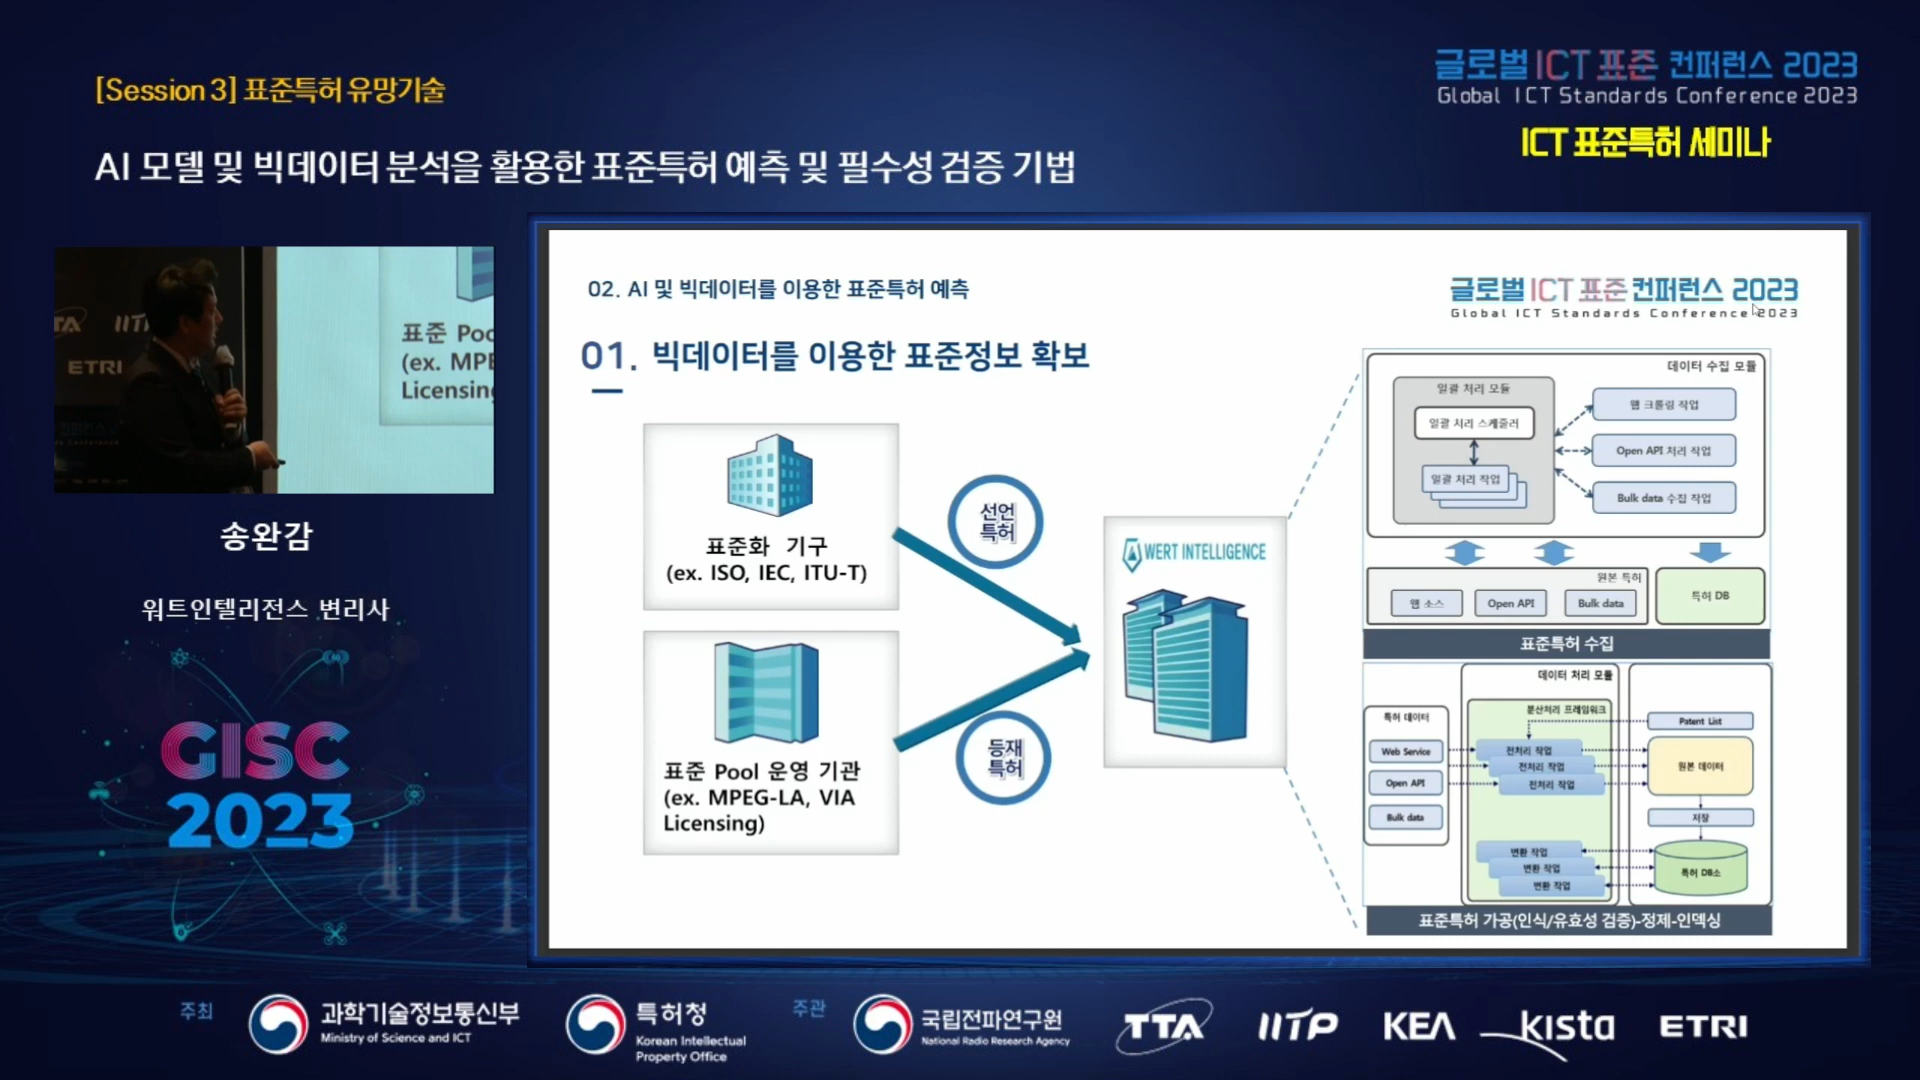 [Session 3] 표준특허 유망기술
AI 모델 및 빅데이터 분석을 활용한 표준특허 예측 및 필수성 검증 기법
글로벌 ICT 표준 컨퍼런스 2023
Global ICT Standards Conference 2023
ICT 표준특허 세미나
TA
IITP
ETRI
표준 Poo
(ex. MPE
Licensin
송완감
워트인텔리전스 변리사
GISC
2023
02. AI 및 빅데이터를 이용한 표준특허 예측
글로벌 ICT 표준 컨퍼런스 2023
Global ICT Standards Conference 2023
01. 빅데이터를 이용한 표준정보 확보
표준화 기구
(ex. ISO, IEC, ITU-T)
선언
특허
표준 Pool 운영 기관
(ex. MPEG-LA, VIA
Licensing)
등재
특허
WERT INTELLIGENCE
데이터 수집 모듈
일괄 처리 모듈
일괄 처리 스케줄러
일괄 처리 작업
웹 크롤링 작업
Open API 처리 작업
Bulk data 수집 작업
원본 특허
웹 소스
Open API
Bulk data
특허 DB
표준특허 수집
데이터 처리 모듈
특허 데이터
Web Service
Open API
Bulk data
분산처리 프레임워크
전처리 작업
전처리 작업
전처리 작업
변환 작업
변환 작업
변환 작업
Patent List
원본 데이터
저장
특허 DB소
표준특허 가공(인식/유효성 검증)-정제-인덱싱
주최
과학기술정보통신부
Ministry of Science and ICT
특허청
Korean Intellectual
Property Office
주관
국립전파연구원
National Radio Research Agency
TTA
IITP
KEA
kista
ETRI